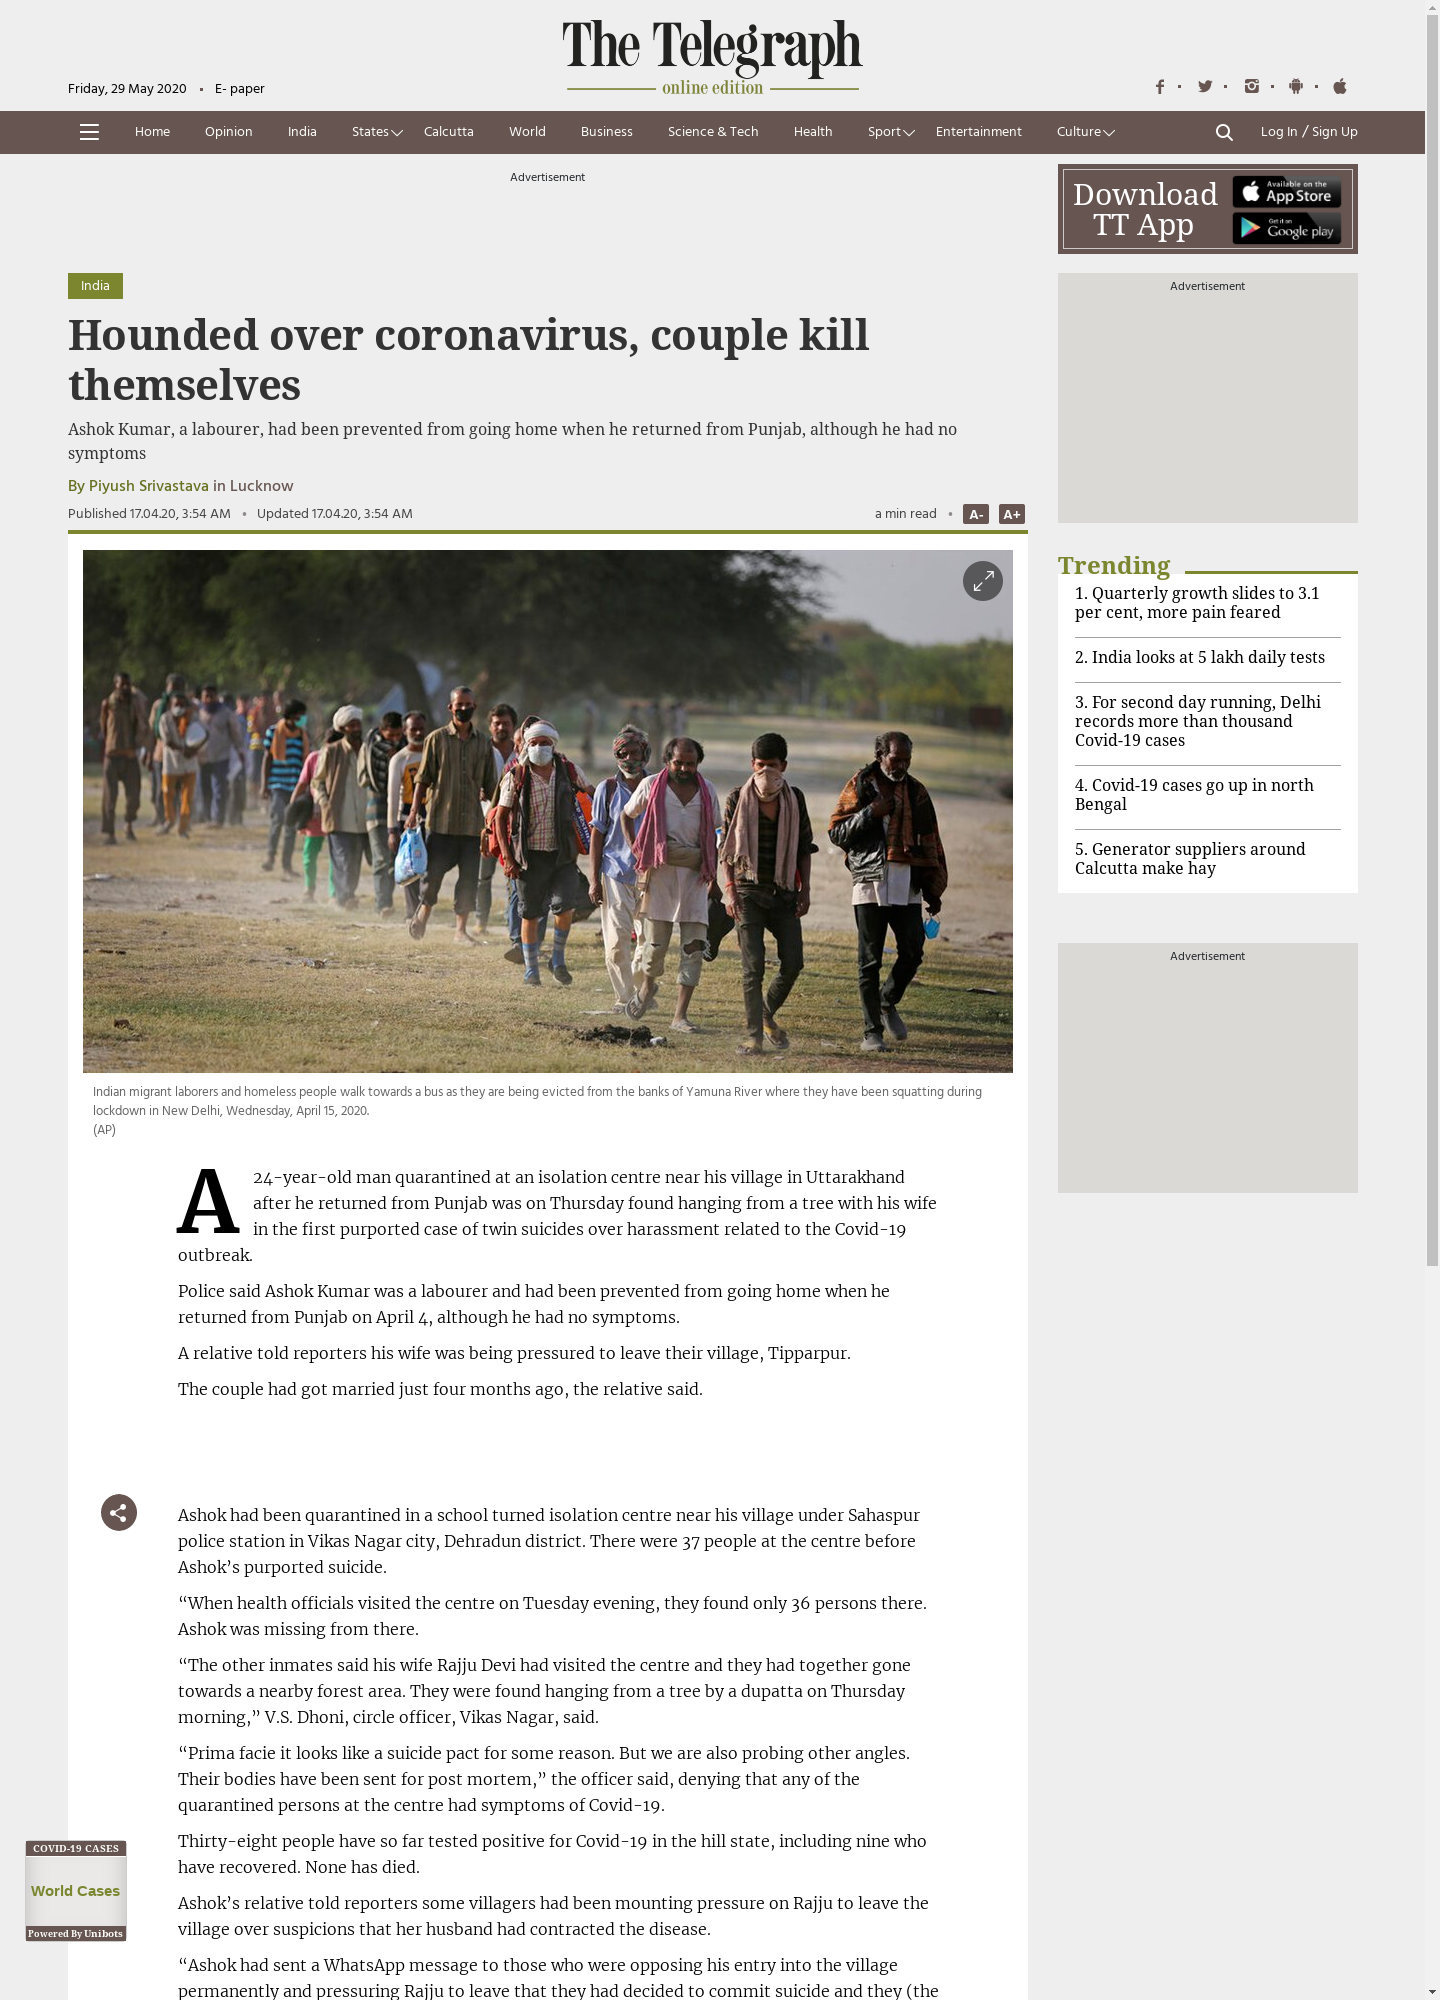 The Telegraph
online edition
Friday, 29 May 2020 • E- paper
Home Opinion India States Calcutta World Business Science & Tech Health Sport Entertainment Culture Log In / Sign Up
Advertisement
Download
TT App
Available on the
App Store
Get it on
Google play
India
Hounded over coronavirus, couple kill
themselves
Ashok Kumar, a labourer, had been prevented from going home when he returned from Punjab, although he had no
symptoms
By Piyush Srivastava in Lucknow
Published 17.04.20, 3:54 AM • Updated 17.04.20, 3:54 AM
a min read • A- A+
Indian migrant laborers and homeless people walk towards a bus as they are being evicted from the banks of Yamuna River where they have been squatting during
lockdown in New Delhi, Wednesday, April 15, 2020.
(AP)
A 24-year-old man quarantined at an isolation centre near his village in Uttarakhand
after he returned from Punjab was on Thursday found hanging from a tree with his wife
in the first purported case of twin suicides over harassment related to the Covid-19
outbreak.
Police said Ashok Kumar was a labourer and had been prevented from going home when he
returned from Punjab on April 4, although he had no symptoms.
A relative told reporters his wife was being pressured to leave their village, Tipparpur.
The couple had got married just four months ago, the relative said.
Ashok had been quarantined in a school turned isolation centre near his village under Sahaspur
police station in Vikas Nagar city, Dehradun district. There were 37 people at the centre before
Ashok’s purported suicide.
“When health officials visited the centre on Tuesday evening, they found only 36 persons there.
Ashok was missing from there.
“The other inmates said his wife Rajju Devi had visited the centre and they had together gone
towards a nearby forest area. They were found hanging from a tree by a dupatta on Thursday
morning,” V.S. Dhoni, circle officer, Vikas Nagar, said.
“Prima facie it looks like a suicide pact for some reason. But we are also probing other angles.
Their bodies have been sent for post mortem,” the officer said, denying that any of the
quarantined persons at the centre had symptoms of Covid-19.
Thirty-eight people have so far tested positive for Covid-19 in the hill state, including nine who
have recovered. None has died.
Ashok’s relative told reporters some villagers had been mounting pressure on Rajju to leave the
village over suspicions that her husband had contracted the disease.
“Ashok had sent a WhatsApp message to those who were opposing his entry into the village
permanently and pressuring Rajju to leave that they had decided to commit suicide and they (the
Advertisement
Trending
1. Quarterly growth slides to 3.1
per cent, more pain feared
2. India looks at 5 lakh daily tests
3. For second day running, Delhi
records more than thousand
Covid-19 cases
4. Covid-19 cases go up in north
Bengal
5. Generator suppliers around
Calcutta make hay
Advertisement
COVID-19 CASES
World Cases
Powered By Unibots